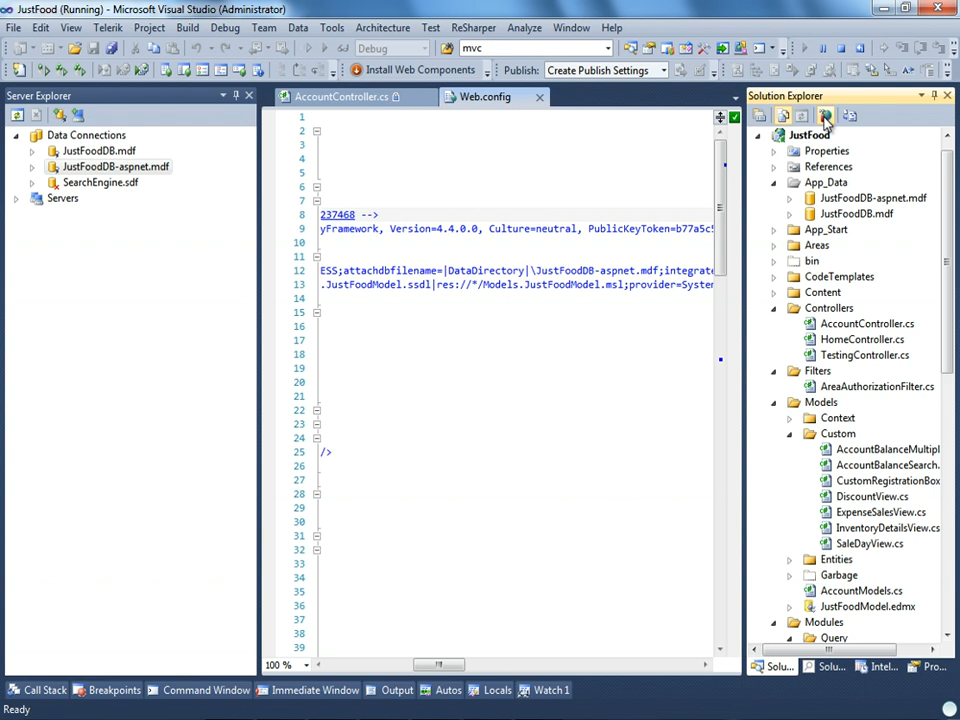 JustFood (Running) - Microsoft Visual Studio (Administrator)
File Edit View Telerik Project Build Debug Team Data Tools Architecture Test ReSharper Analyze Window Help
Debug mvc
Install Web Components Publish: Create Publish Settings
Server Explorer
Data Connections
JustFoodDB.mdf
JustFoodDB-aspnet.mdf
SearchEngine.sdf
Servers
AccountController.cs Web.config
1
2
3
4
5
6
7
8 237468 -->
9 yFramework, Version=4.4.0.0, Culture=neutral, PublicKeyToken=b77a5c5
10
11
12 ESS;attachdbfilename=|DataDirectory|\JustFoodDB-aspnet.mdf;integrate
13 .JustFoodModel.ssdl|res://*/Models.JustFoodModel.msl;provider=System
14
15
16
17
18
19
20
21
22
23
24
25 />
26
27
28
29
30
31
32
33
34
35
36
37
38
39
100 %
Solution Explorer
JustFood
Properties
References
App_Data
JustFoodDB-aspnet.mdf
JustFoodDB.mdf
App_Start
Areas
bin
CodeTemplates
Content
Controllers
AccountController.cs
HomeController.cs
TestingController.cs
Filters
AreaAuthorizationFilter.cs
Models
Context
Custom
AccountBalanceMultipl
AccountBalanceSearch.
CustomRegistrationBox
DiscountView.cs
ExpenseSalesView.cs
InventoryDetailsView.cs
SaleDayView.cs
Entities
Garbage
AccountModels.cs
JustFoodModel.edmx
Modules
Query
Solu... Solu... Intel... Pro...
Call Stack Breakpoints Command Window Immediate Window Output Autos Locals Watch 1
Ready